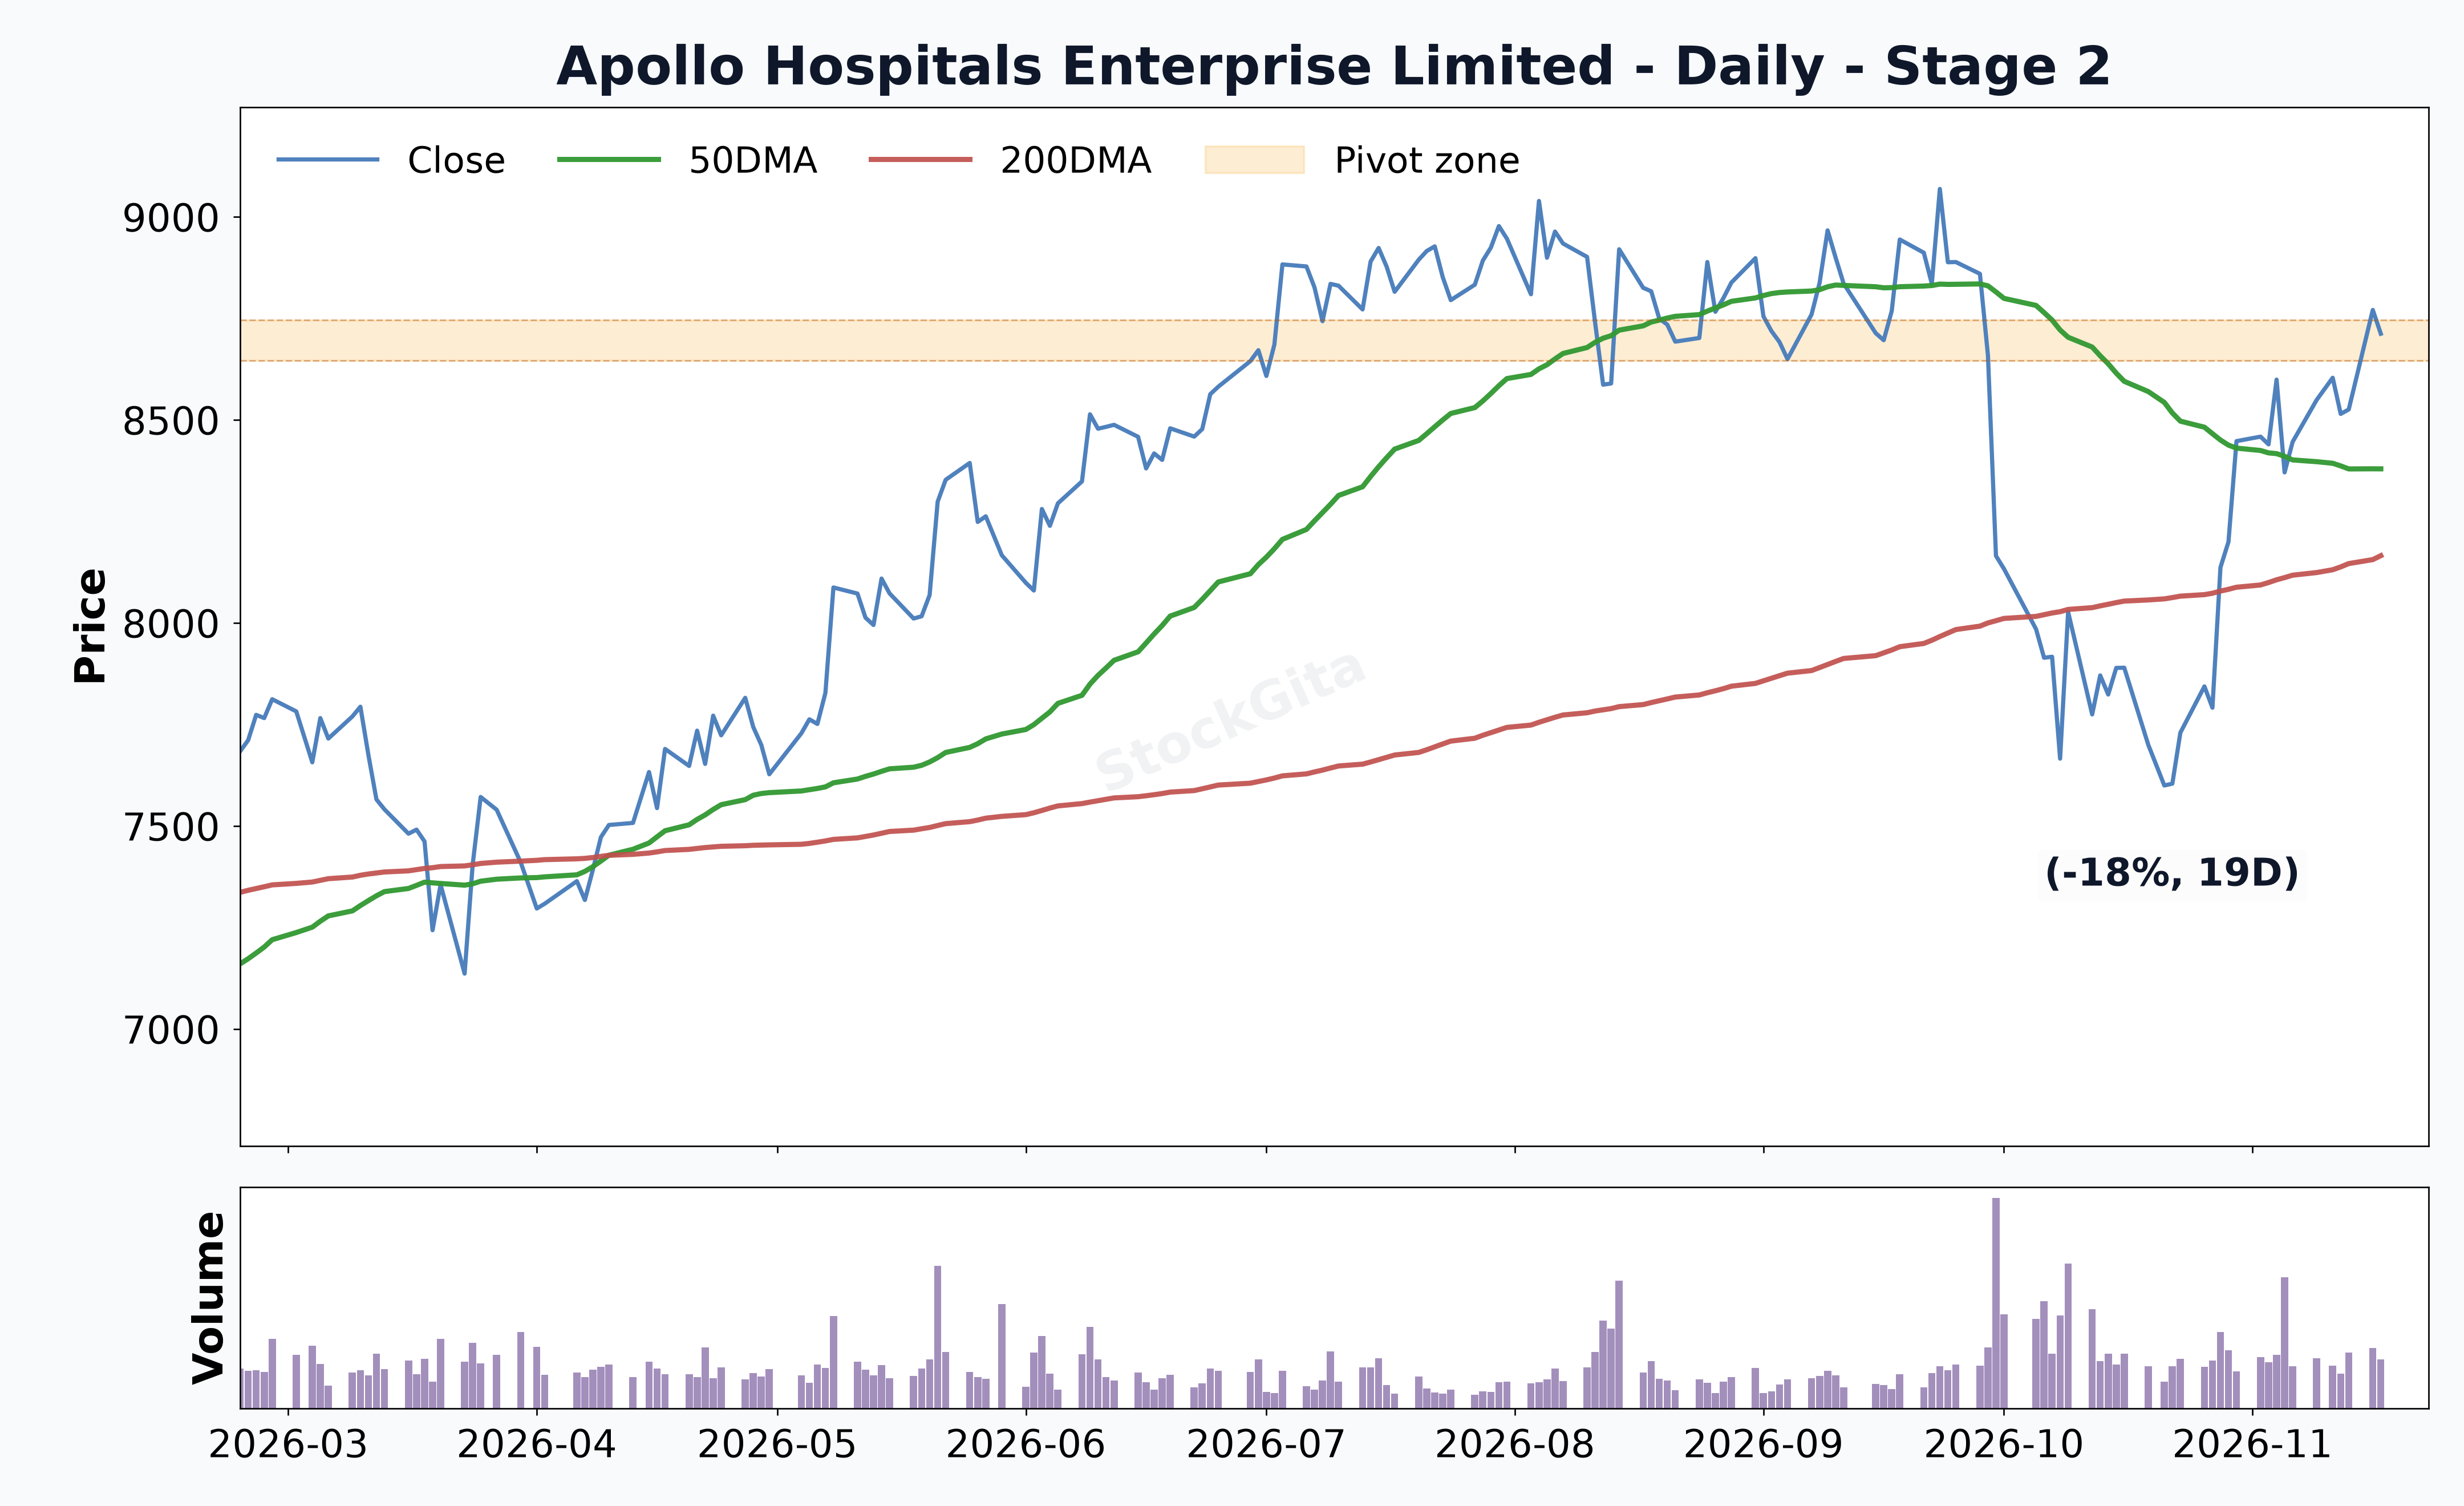 Apollo Hospitals Enterprise Limited - Daily - Stage 2
Close 50DMA 200DMA Pivot zone
9000
8500
8000
7500
7000
Price
StockGita
(-18%, 19D)
Volume
2026-03 2026-04 2026-05 2026-06 2026-07 2026-08 2026-09 2026-10 2026-11